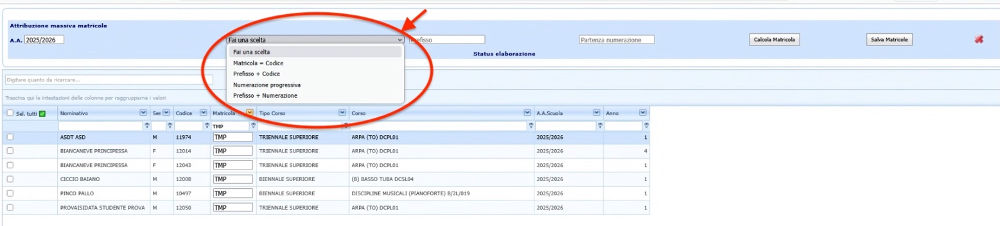 Attribuzione massiva matricole
A.A. 2025/2026 Fai una scelta Prefisso Partenza numerazione Calcola Matricola Salva Matricole
Fai una scelta
Status elaborazione
Matricola = Codice
Prefisso + Codice
Digitare quanto da ricercare...
Numerazione progressiva
Prefisso + Numerazione
Trascina qui le intestazioni delle colonne per raggrupparne i valori
Sel. tutti Nominativo Ses Codice Matricola Tipo Corso Corso A.A.Scuola Anno
TMP
ASDT ASD M 11974 TMP TRIENNALE SUPERIORE ARPA (TO) DCPL01 2025/2026 1
BIANCANEVE PRINCIPESSA F 12014 TMP TRIENNALE SUPERIORE ARPA (TO) DCPL01 2025/2026 4
BIANCANEVE PRINCIPESSA F 12043 TMP TRIENNALE SUPERIORE ARPA (TO) DCPL01 2025/2026 1
CICCIO BAIANO M 12008 TMP BIENNALE SUPERIORE (B) BASSO TUBA DCSL04 2025/2026 1
PINCO PALLO M 10497 TMP BIENNALE SUPERIORE DISCIPLINE MUSICALI (PIANOFORTE) B/2L/019 2025/2026 1
PROVAISIDATA STUDENTE PROVA M 12050 TMP TRIENNALE SUPERIORE ARPA (TO) DCPL01 2025/2026 1